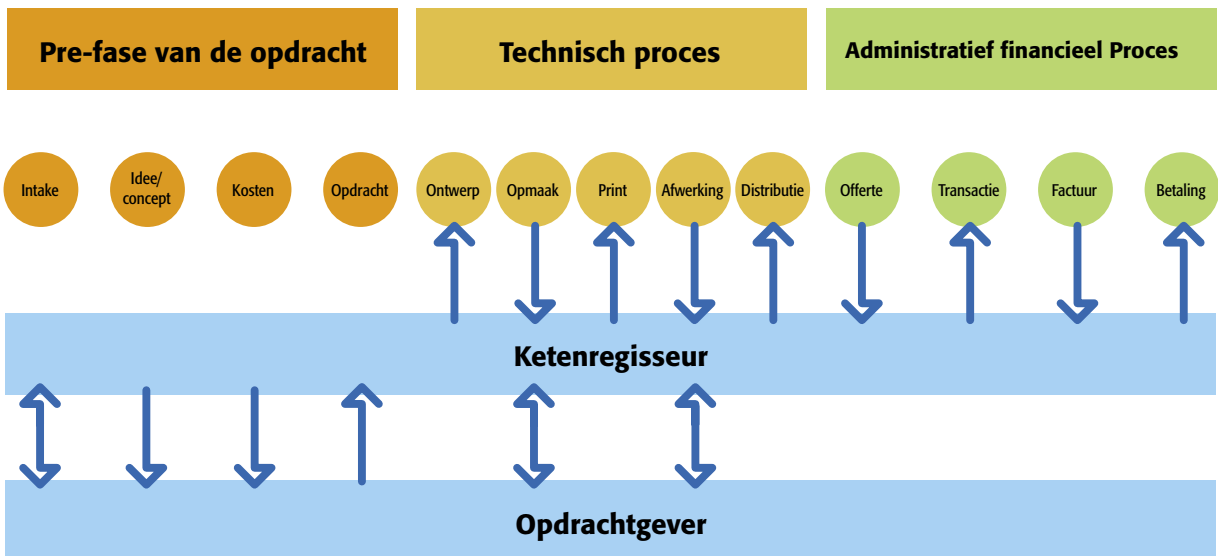 Pre-fase van de opdracht
Technisch proces
Administratief financieel Proces
Intake
Idee/
concept
Kosten
Opdracht
Ontwerp
Opmaak
Print
Afwerking
Distributie
Offerte
Transactie
Factuur
Betaling
Ketenregisseur
Opdrachtgever